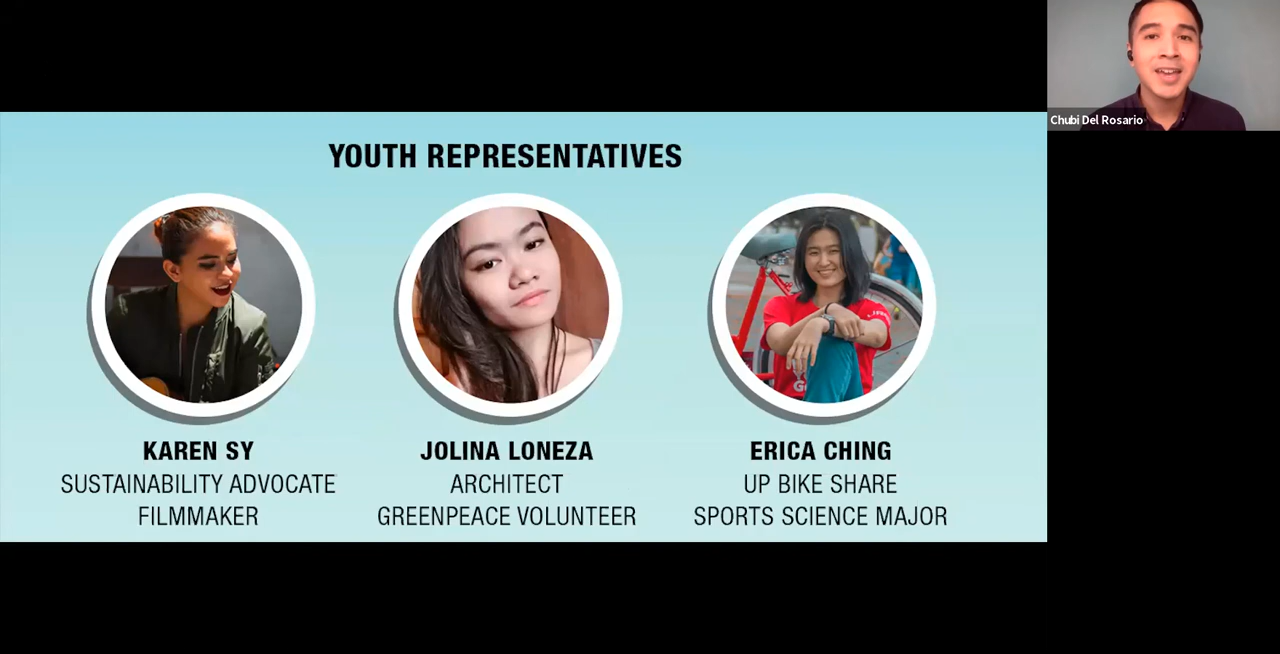 Chubi Del Rosario
YOUTH REPRESENTATIVES
KAREN SY
SUSTAINABILITY ADVOCATE
FILMMAKER
JOLINA LONEZA
ARCHITECT
GREENPEACE VOLUNTEER
ERICA CHING
UP BIKE SHARE
SPORTS SCIENCE MAJOR